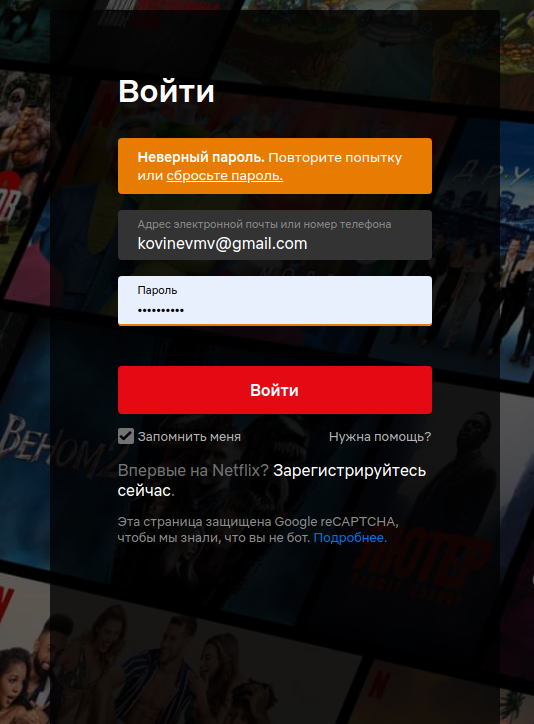 Войти
Неверный пароль. Повторите попытку
или сбросьте пароль.
Адрес электронной почты или номер телефона
kovinevmv@gmail.com
Пароль
••••••••••
Войти
Запомнить меня
Нужна помощь?
Впервые на Netflix? Зарегистрируйтесь
сейчас.
Эта страница защищена Google reCAPTCHA,
чтобы мы знали, что вы не бот. Подробнее.
ВЕНОМ 2
N
N